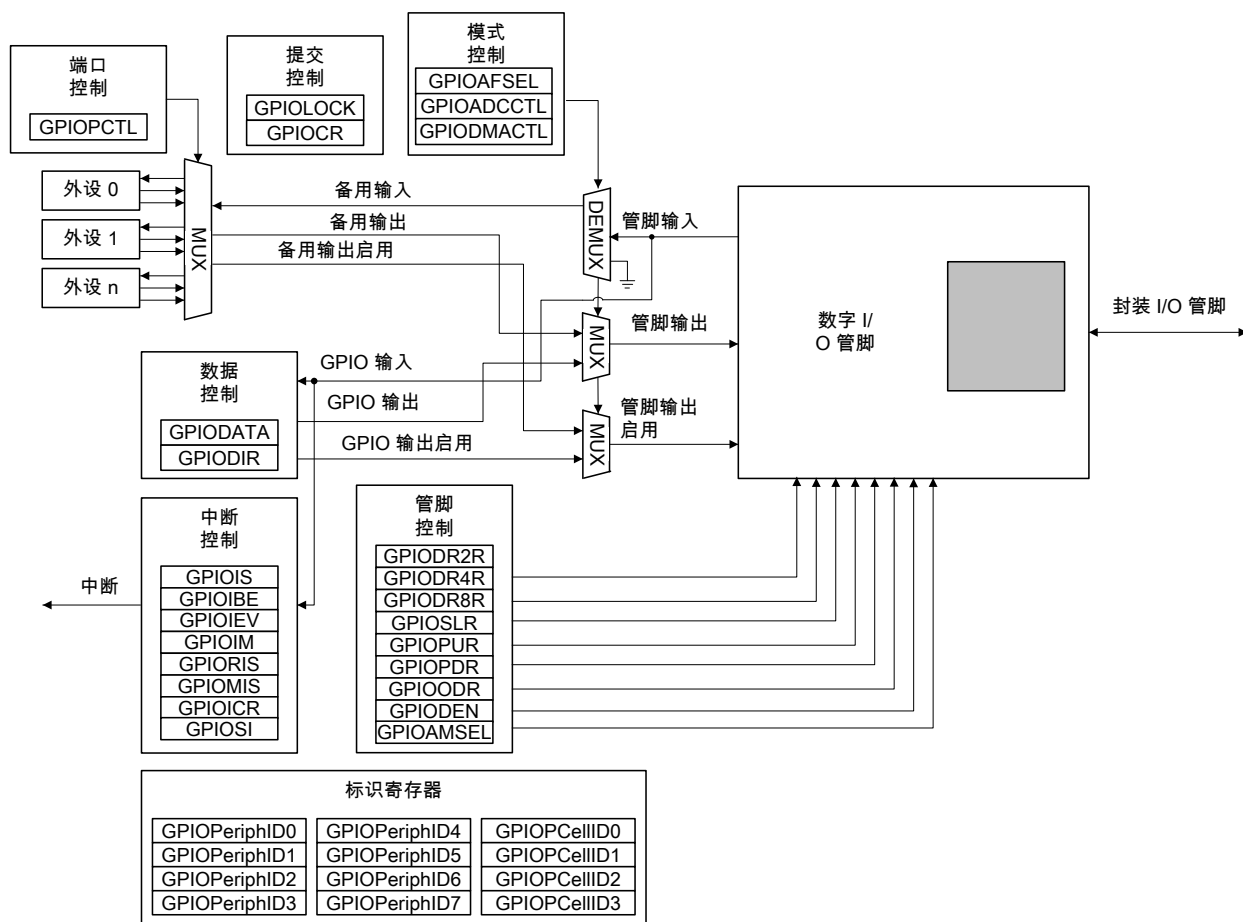 端口
控制
GPIOPCTL
提交
控制
GPIOLOCK
GPIOCR
模式
控制
GPIOAFSEL
GPIOADCCTL
GPIODMACTL
外设 0
外设 1
外设 n
MUX
备用输入
备用输出
备用输出启用
DEMUX
管脚输入
MUX
管脚输出
MUX
管脚输出
启用
数字 I/
O 管脚
封装 I/O 管脚
数据
控制
GPIODATA
GPIODIR
GPIO 输入
GPIO 输出
GPIO 输出启用
中断
中断
控制
GPIOIS
GPIOIBE
GPIOIEV
GPIOIM
GPIORIS
GPIOMIS
GPIOICR
GPIOSI
管脚
控制
GPIODR2R
GPIODR4R
GPIODR8R
GPIOSLR
GPIOPUR
GPIOPDR
GPIOODR
GPIODEN
GPIOAMSEL
标识寄存器
GPIOPeriphID0
GPIOPeriphID1
GPIOPeriphID2
GPIOPeriphID3
GPIOPeriphID4
GPIOPeriphID5
GPIOPeriphID6
GPIOPeriphID7
GPIOPCellID0
GPIOPCellID1
GPIOPCellID2
GPIOPCellID3